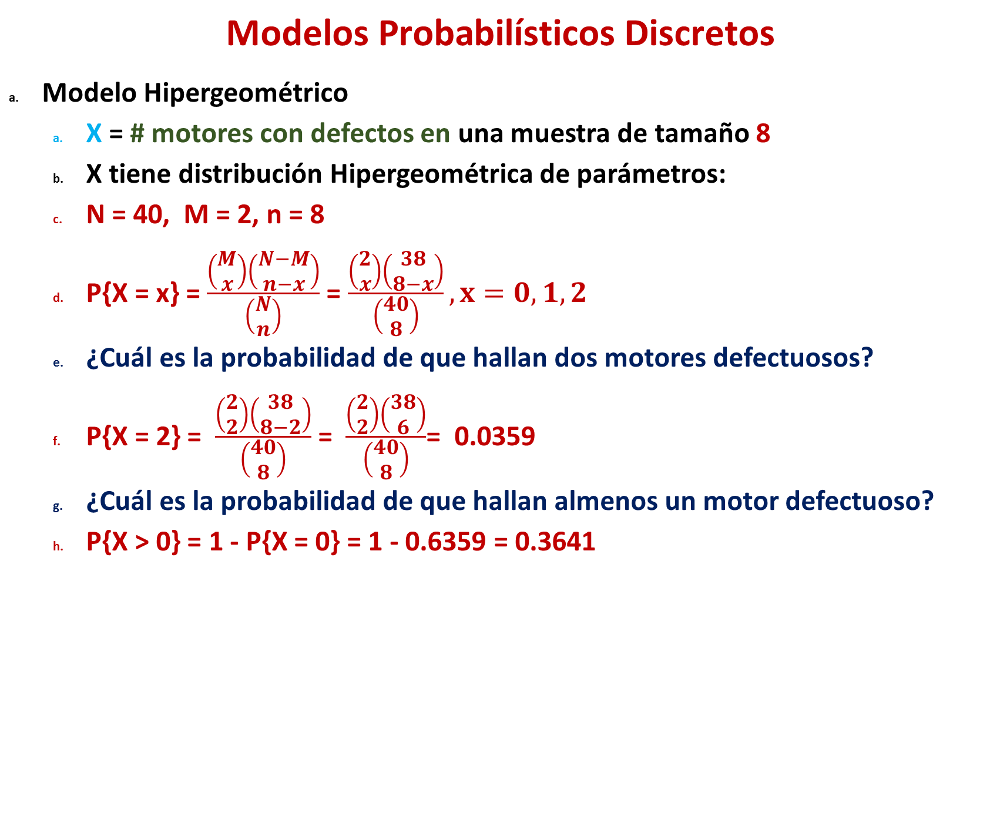 Modelos Probabilísticos Discretos
a. Modelo Hipergeométrico
a. X = # motores con defectos en una muestra de tamaño 8
b. X tiene distribución Hipergeométrica de parámetros:
c. N = 40, M = 2, n = 8
d. P{X = x} = \frac{\binom{M}{x}\binom{N-M}{n-x}}{\binom{N}{n}} = \frac{\binom{2}{x}\binom{38}{8-x}}{\binom{40}{8}}, x = 0, 1, 2
e. ¿Cuál es la probabilidad de que hallan dos motores defectuosos?
f. P{X = 2} = \frac{\binom{2}{2}\binom{38}{8-2}}{\binom{40}{8}} = \frac{\binom{2}{2}\binom{38}{6}}{\binom{40}{8}} = 0.0359
g. ¿Cuál es la probabilidad de que hallan almenos un motor defectuoso?
h. P{X > 0} = 1 - P{X = 0} = 1 - 0.6359 = 0.3641